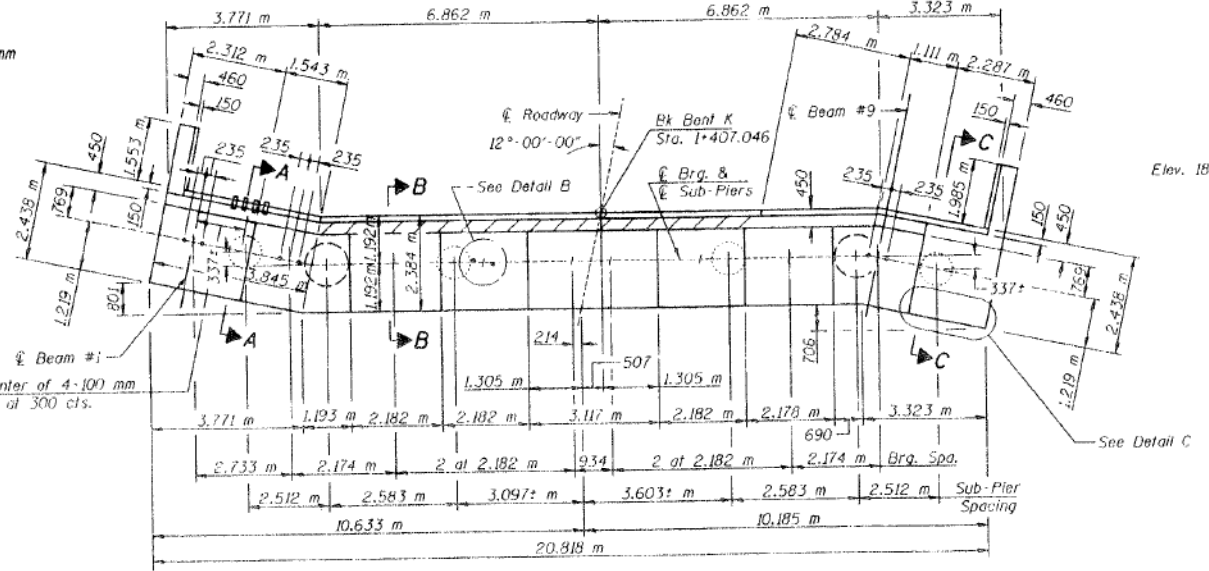 3.771 m
6.862 m
6.862 m
3.323 m
mm
2.312 m
1.543 m
2.784 m
1.111 m
2.287 m
460
150
460
150
℄ Roadway
12°-00'-00"
Bk Bent K
Sta. 1+407.046
℄ Beam #9
C
Elev. 18
450
1.553 m
235
235
A
235
B
See Detail B
℄ Brg. &
℄ Sub-Piers
450
235
235
1.985 m
150
450
2.438 m
769
150
1.219 m
801
337±
3.845 m
1.192 m
1.192 m
2.384 m
337±
769
2.438 m
1.219 m
A
B
214
507
706
C
℄ Beam #1
nter of 4-100 mm
at 300 cts.
1.305 m
1.305 m
3.771 m
1.193 m
2.182 m
2.182 m
3.117 m
2.182 m
2.178 m
690
3.323 m
See Detail C
2.733 m
2.174 m
2 at 2.182 m
934
2 at 2.182 m
2.174 m
Brg. Spa.
2.512 m
2.583 m
3.097± m
3.603± m
2.583 m
2.512 m
Sub-Pier
Spacing
10.633 m
10.185 m
20.818 m